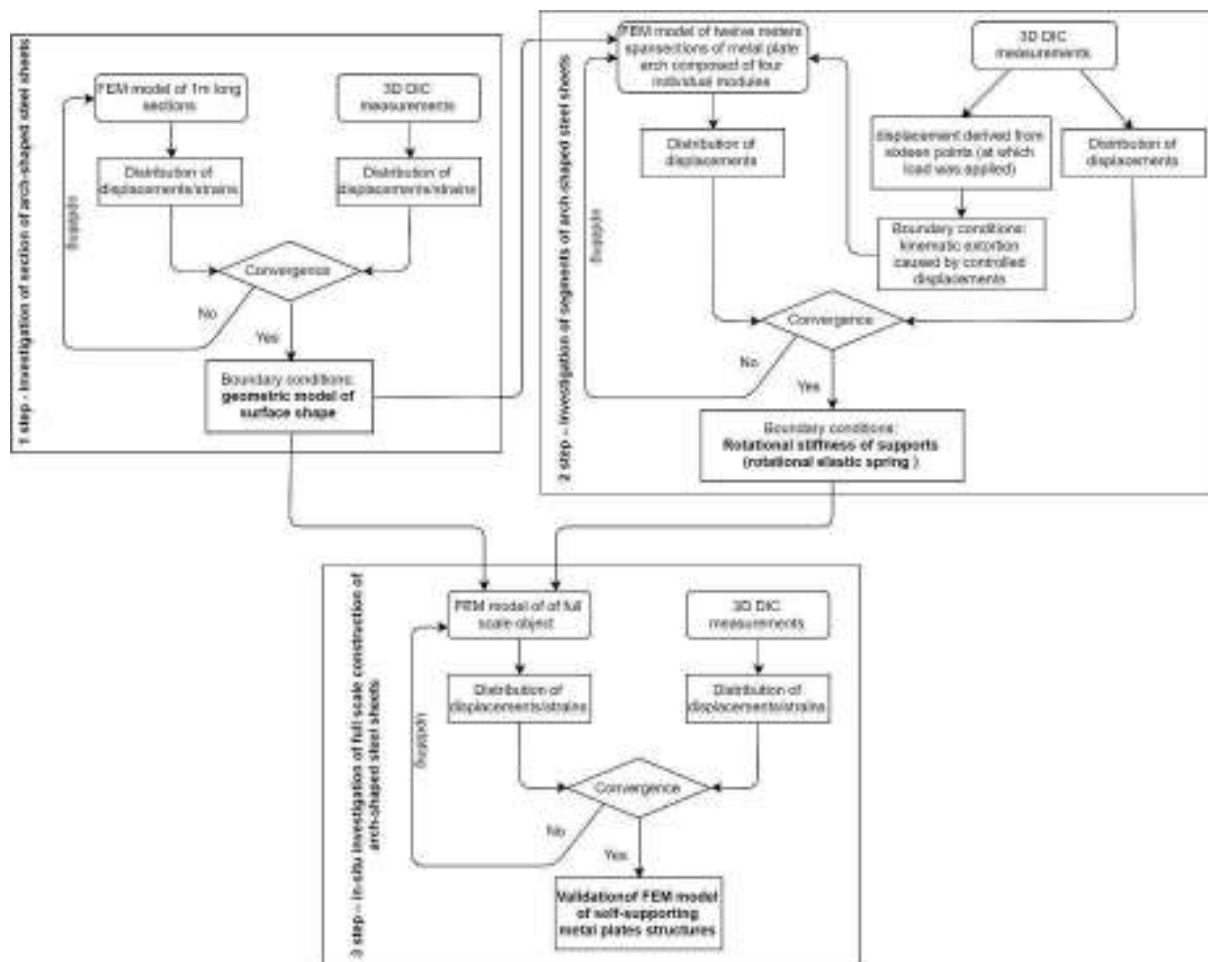 1 step - Investigation of section of arch-shaped steel sheets
FEM model of 1m long
sections
3D DIC
measurements
Distribution of
displacements/strains
Distribution of
displacements/strains
updating
Convergence
No
Yes
Boundary conditions:
geometric model of
surface shape
2 step – Investigation of segments of arch-shaped steel sheets
FEM model of twelve meters
spansections of metal plate
arch composed of four
individual modules
3D DIC
measurements
Distribution of
displacements
displacement derived from
sixteen points (at which
load was applied)
Distribution of
displacements
Boundary conditions:
kinematic extortion
caused by controlled
displacements
updating
Convergence
No
Yes
Boundary conditions:
Rotational stiffness of supports
(rotational elastic spring )
3 step – in-situ investigation of full scale construction of
arch-shaped steel sheets
FEM model of of full
scale object
3D DIC
measurements
Distribution of
displacements/strains
Distribution of
displacements/strains
updating
Convergence
No
Yes
Validationof FEM model
of self-supporting
metal plates structures